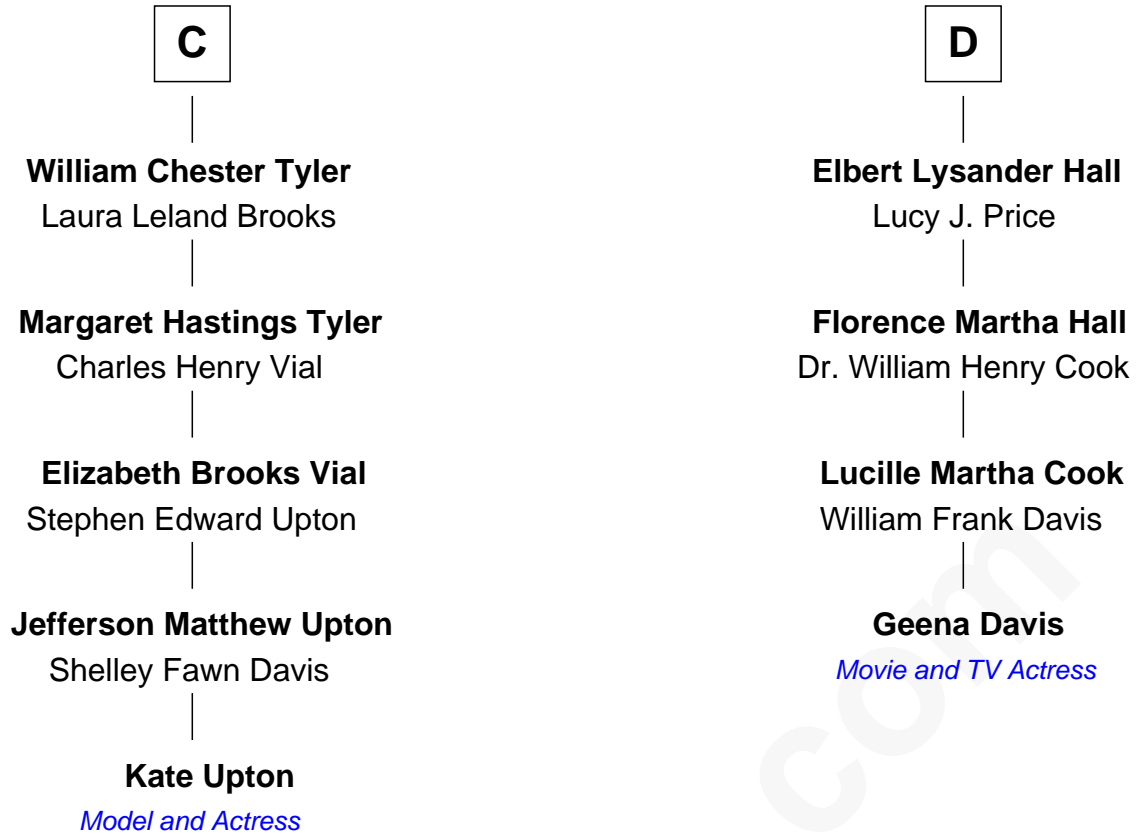 C
William Chester Tyler
Laura Leland Brooks
Margaret Hastings Tyler
Charles Henry Vial
Elizabeth Brooks Vial
Stephen Edward Upton
Jefferson Matthew Upton
Shelley Fawn Davis
Kate Upton
Model and Actress
D
Elbert Lysander Hall
Lucy J. Price
Florence Martha Hall
Dr. William Henry Cook
Lucille Martha Cook
William Frank Davis
Geena Davis
Movie and TV Actress
com